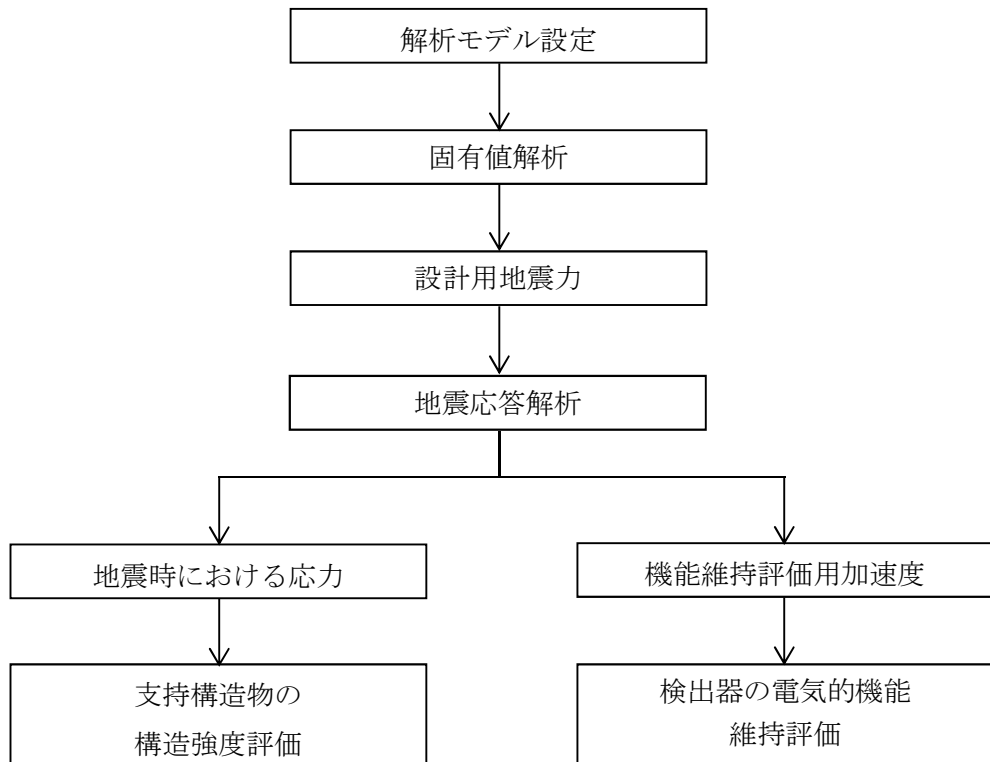 解析モデル設定
固有値解析
設計用地震力
地震応答解析
地震時における応力
機能維持評価用加速度
支持構造物の
構造強度評価
検出器の電気的機能
維持評価